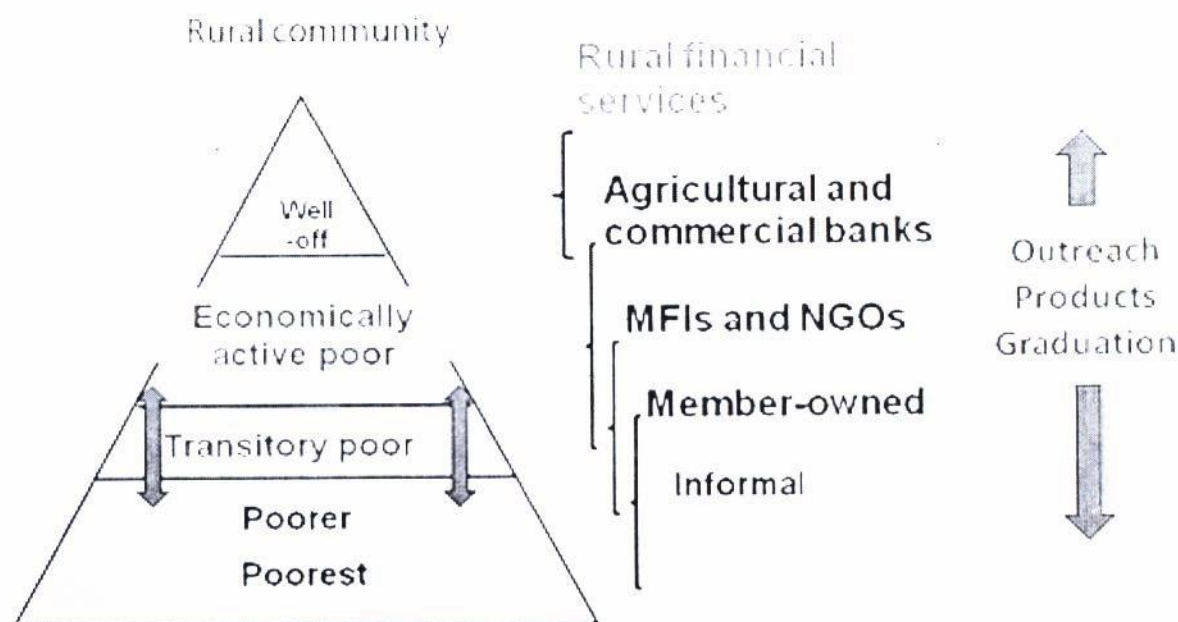 Rural community
Rural financial
services
Well
-off
Economically
active poor
Transitory poor
Poorer
Poorest
Agricultural and
commercial banks
MFIs and NGOs
Member-owned
Informal
Outreach
Products
Graduation